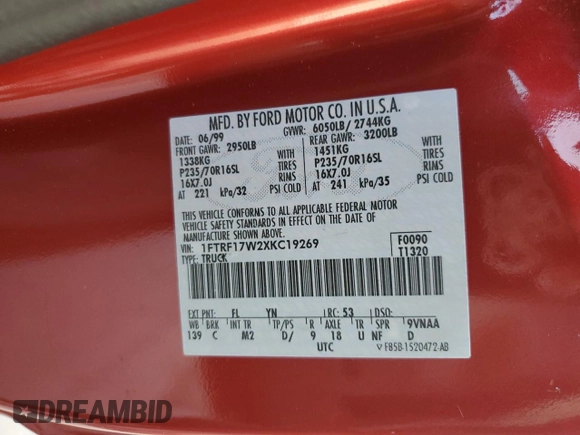 MFD. BY FORD MOTOR CO. IN U.S.A.
DATE: 06/99 GVWR: 6050LB/ 2744KG
FRONT GAWR: 2950LB REAR GAWR: 3200LB
1338KG WITH 1451KG WITH
P235/70R16SL TIRES P235/70R16SL TIRES
16X7.0J RIMS 16X7.0J RIMS
AT 221 kPa/32 PSI COLD AT 241 kPa/35 PSI COLD
THIS VEHICLE CONFORMS TO ALL APPLICABLE FEDERAL MOTOR
VEHICLE SAFETY STANDARDS IN EFFECT ON THE DATE OF
MANUFACTURE SHOWN ABOVE.
VIN: 1FTRF17W2XKC19269 F0090
TYPE: TRUCK T1320
EXT PNT: FL YN RC: 53 DSO:
WB BRK INT TR TP/PS R AXLE TR SPR 9VNAA
139 C M2 D/ 9 18 U NF D
UTC F85B-1520472-AB
DREAMBID